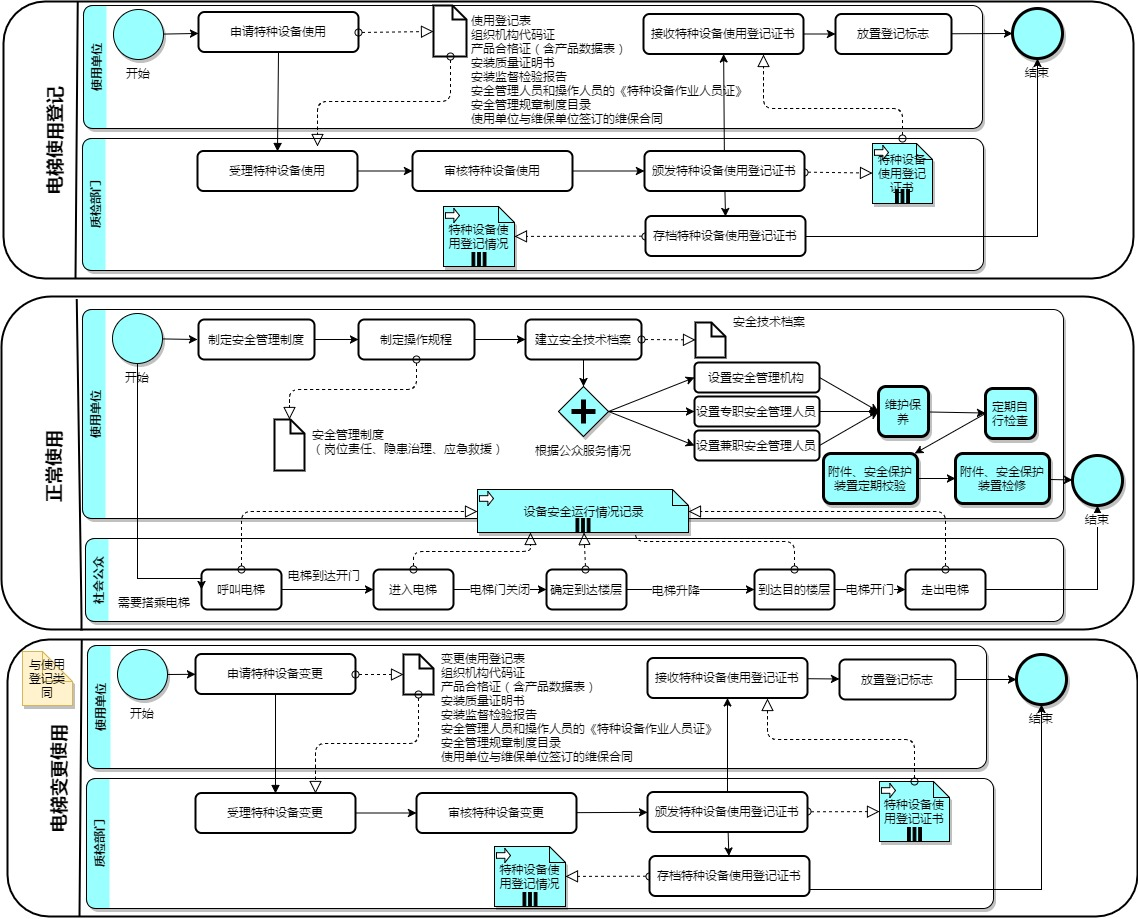 电梯使用登记
使用单位
开始
申请特种设备使用
使用登记表
组织机构代码证
产品合格证（含产品数据表）
安装质量证明书
安装监督检验报告
安全管理人员和操作人员的《特种设备作业人员证》
安全管理规章制度目录
使用单位与维保单位签订的维保合同
接收特种设备使用登记证书
放置登记标志
结束
质检部门
受理特种设备使用
审核特种设备使用
颁发特种设备使用登记证书
特种设备
使用登记
证书
特种设备使
用登记情况
存档特种设备使用登记证书
正常使用
使用单位
开始
制定安全管理制度
制定操作规程
建立安全技术档案
安全技术档案
安全管理制度
（岗位责任、隐患治理、应急救援）
根据公众服务情况
设置安全管理机构
设置专职安全管理人员
设置兼职安全管理人员
维护保
养
定期自
行检查
附件、安全保护
装置定期校验
附件、安全保护
装置检修
结束
设备安全运行情况记录
社会公众
需要搭乘电梯
呼叫电梯
电梯到达开门
进入电梯
电梯门关闭
确定到达楼层
电梯升降
到达目的楼层
电梯开门
走出电梯
与使用
登记类
同
电梯变更使用
使用单位
开始
申请特种设备变更
变更使用登记表
组织机构代码证
产品合格证（含产品数据表）
安装质量证明书
安装监督检验报告
安全管理人员和操作人员的《特种设备作业人员证》
安全管理规章制度目录
使用单位与维保单位签订的维保合同
接收特种设备使用登记证书
放置登记标志
结束
质检部门
受理特种设备变更
审核特种设备变更
颁发特种设备使用登记证书
特种设备使
用登记证书
特种设备使
用登记情况
存档特种设备使用登记证书